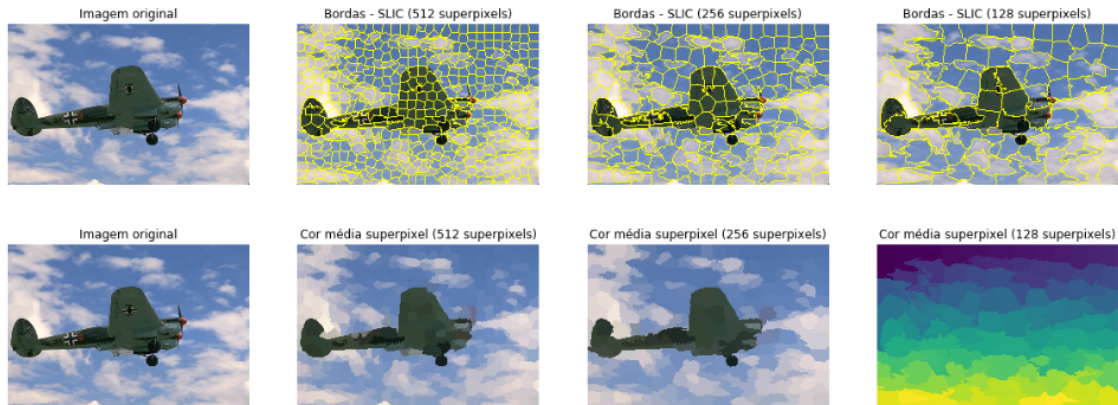 Imagem original
Bordas - SLIC (512 superpixels)
Bordas - SLIC (256 superpixels)
Bordas - SLIC (128 superpixels)
Imagem original
Cor média superpixel (512 superpixels)
Cor média superpixel (256 superpixels)
Cor média superpixel (128 superpixels)